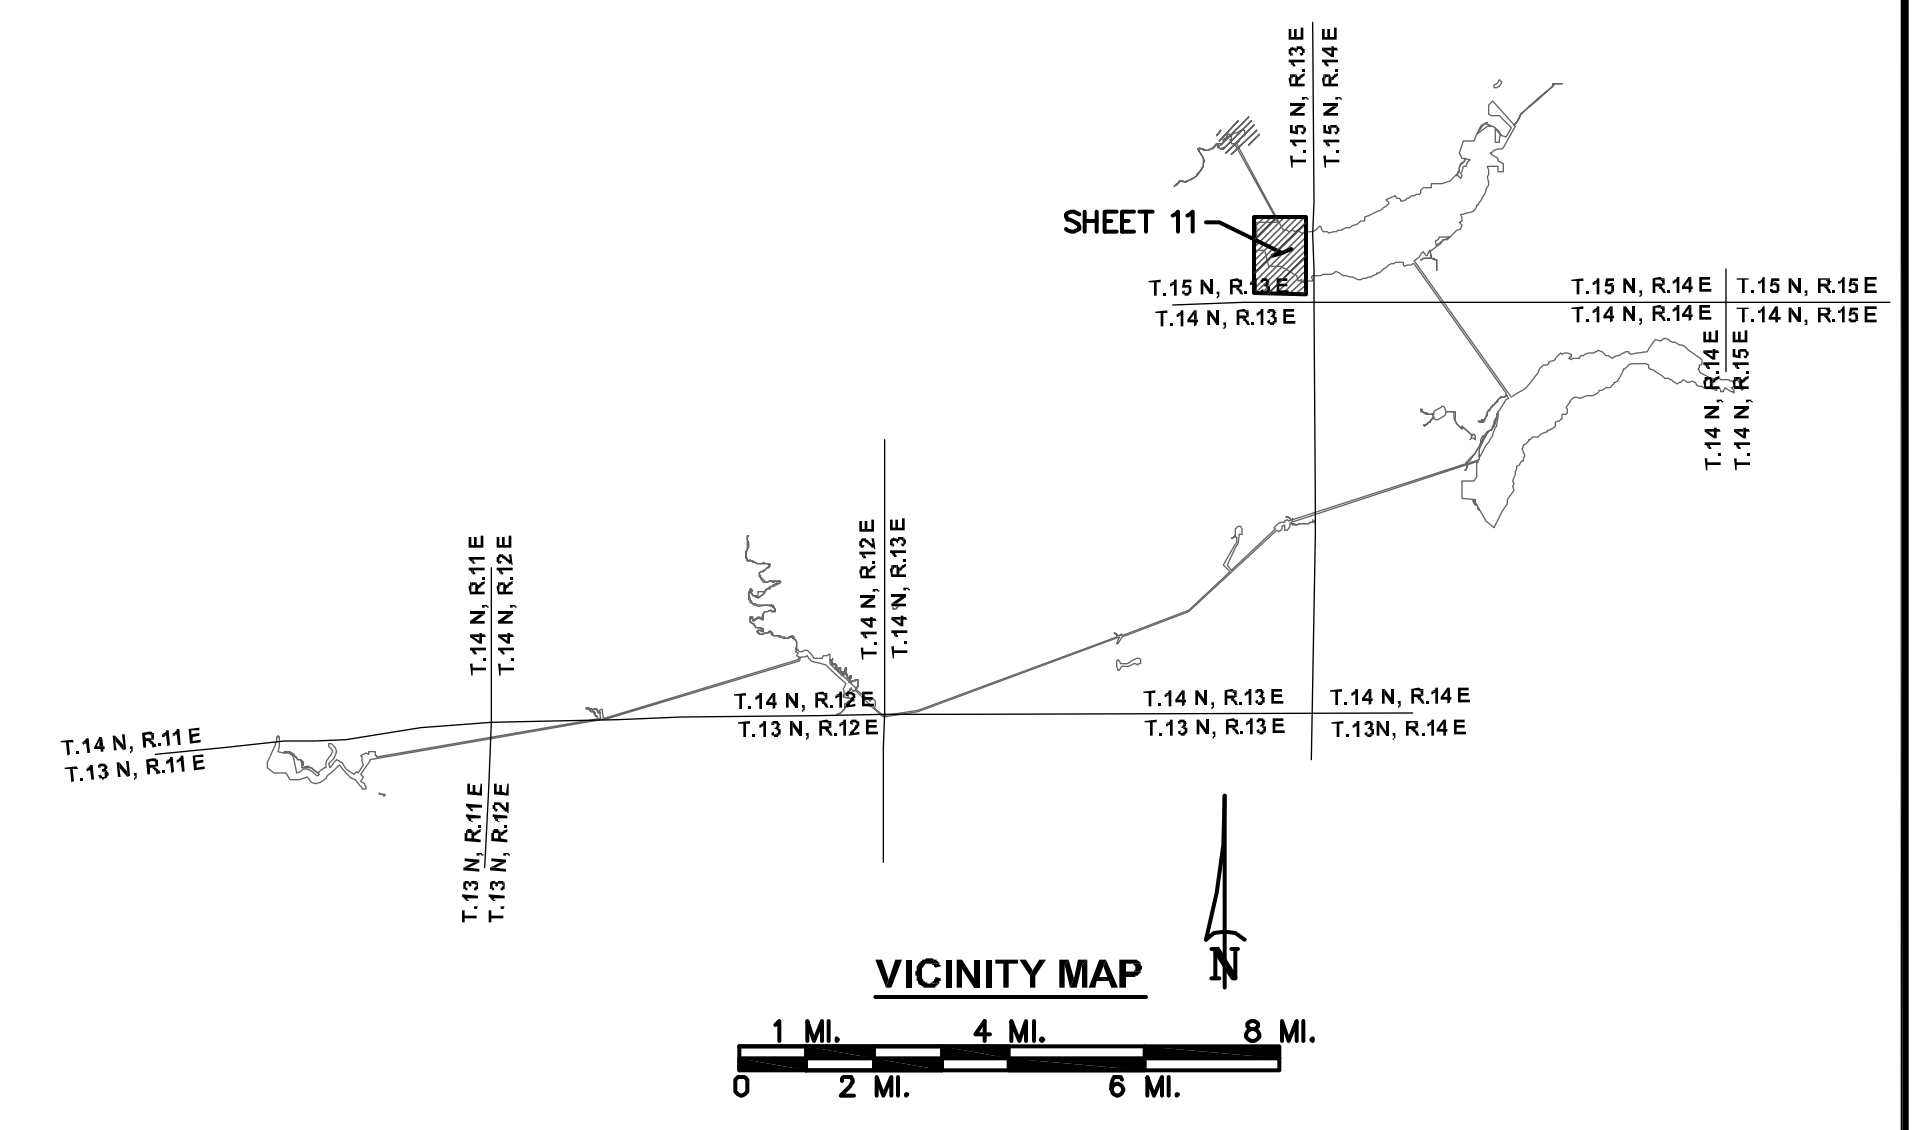 T.15 N, R.13 E
T.15 N, R.14 E
SHEET 11
T.15 N, R.13 E
T.14 N, R.13 E
T.15 N, R.14 E
T.14 N, R.14 E
T.15 N, R.15 E
T.14 N, R.15 E
T.14 N, R.14 E
T.14 N, R.15 E
T.14 N, R.11 E
T.14 N, R.12 E
T.14 N, R.12 E
T.14 N, R.13 E
T.14 N, R.12 E
T.13 N, R.12 E
T.14 N, R.13 E
T.13 N, R.13 E
T.14 N, R.14 E
T.13N, R.14 E
T.14 N, R.11 E
T.13 N, R.11 E
T.13 N, R.11 E
T.13 N, R.12 E
N
VICINITY MAP
1 MI. 4 MI. 8 MI.
0 2 MI. 6 MI.